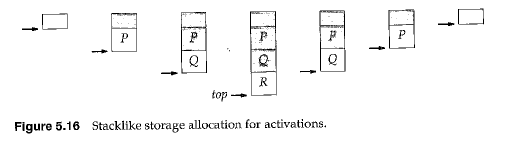 P P P P P
Q Q Q
R
top
Figure 5.16 Stacklike storage allocation for activations.